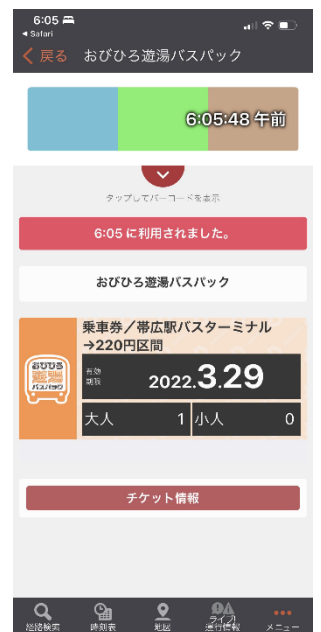 6:05
◀ Safari
戻る おびひろ遊湯バスパック
6:05:48 午前
タップしてバーコードを表示
6:05 に利用されました。
おびひろ遊湯バスパック
乗車券／帯広駅バスターミナル
→220円区間
おびひろ
遊湯
バスパック
有効
期限 2022.3.29
大人 1 小人 0
チケット情報
経路検索 時刻表 地図 ライブ! 運行情報 メニュー